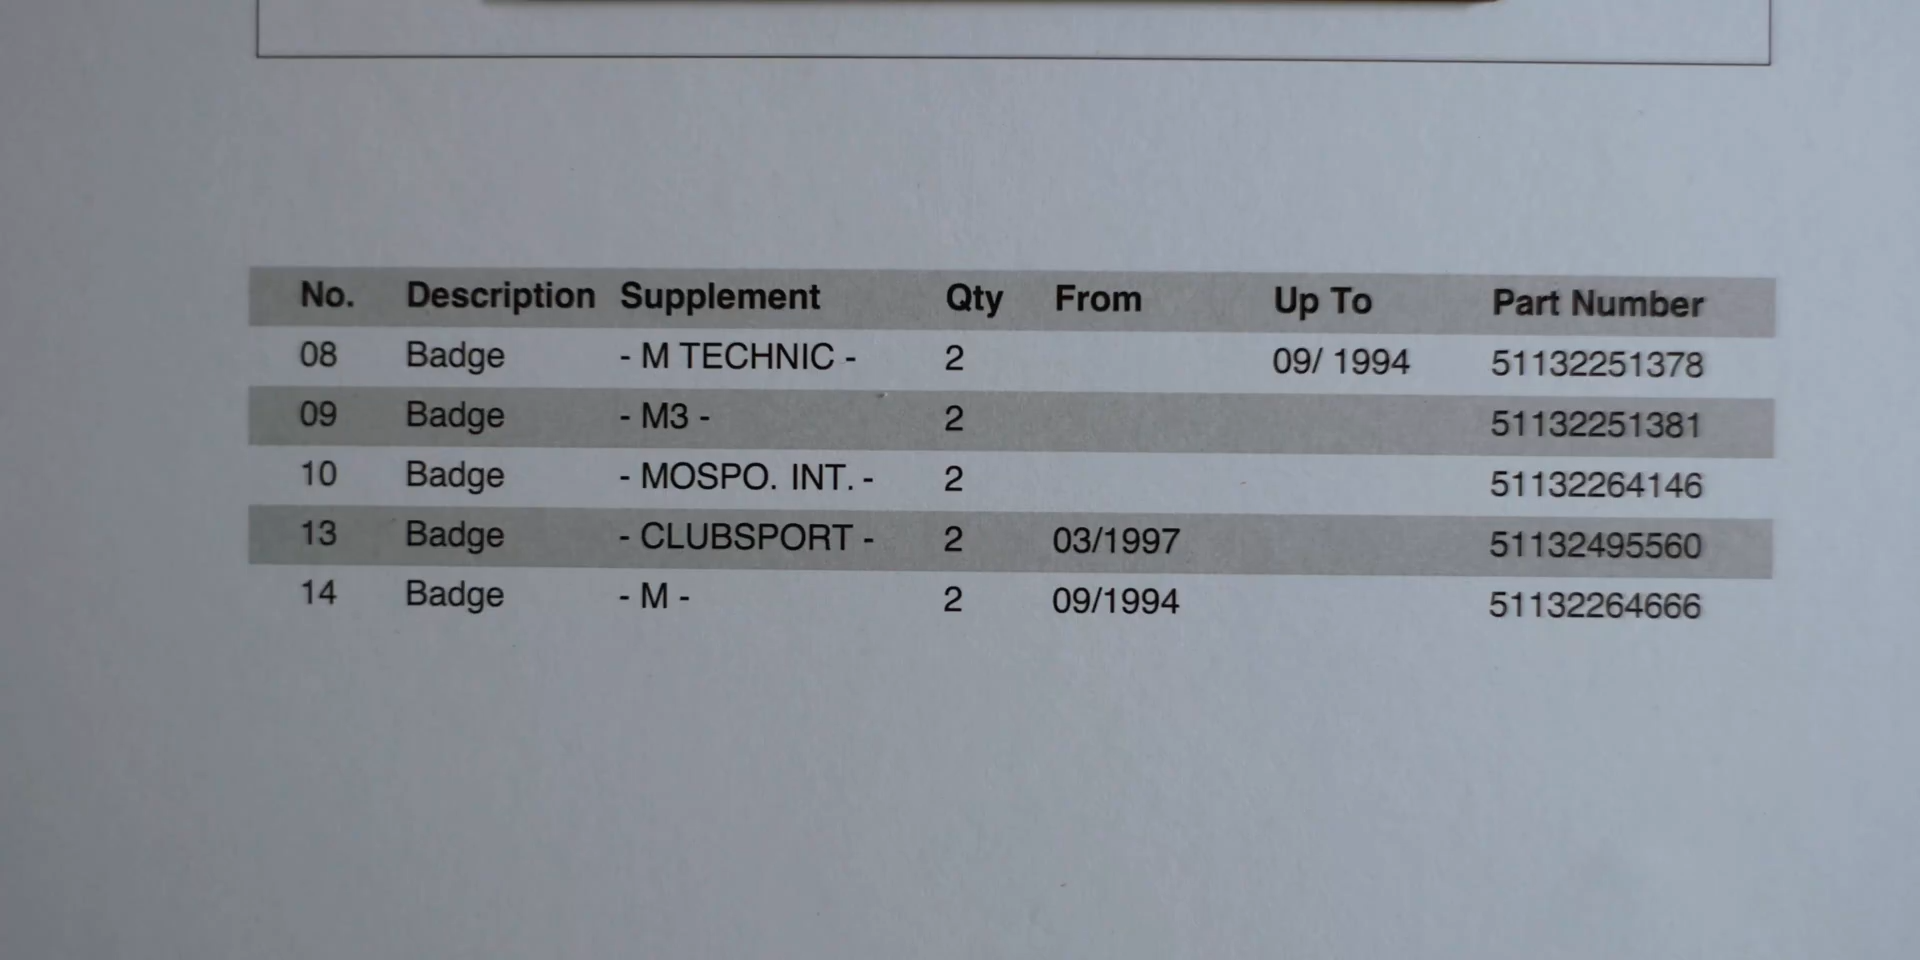 No. Description Supplement Qty From Up To Part Number
08 Badge - M TECHNIC - 2 09/ 1994 51132251378
09 Badge - M3 - 2 51132251381
10 Badge - MOSPO. INT. - 2 51132264146
13 Badge - CLUBSPORT - 2 03/1997 51132495560
14 Badge - M - 2 09/1994 51132264666